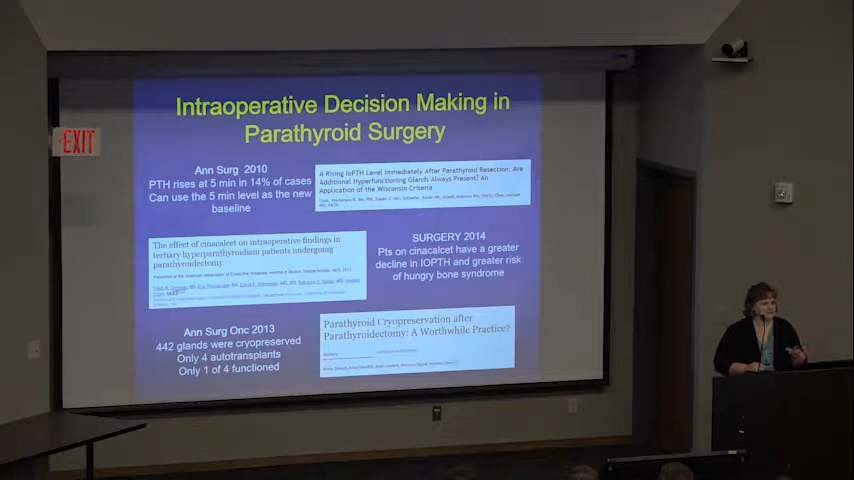 EXIT
Intraoperative Decision Making in
Parathyroid Surgery
Ann Surg 2010
PTH rises at 5 min in 14% of cases
Can use the 5 min level as the new
baseline
A Rising IoPTH Level Immediately After Parathyroid Resection: Are
Additional Hyperfunctioning Glands Always Present? An
Application of the Wisconsin Criteria
The effect of cinacalcet on intraoperative findings in
tertiary hyperparathyroidism patients undergoing
parathyroidectomy
SURGERY 2014
Pts on cinacalcet have a greater
decline in IOPTH and greater risk
of hungry bone syndrome
Ann Surg Onc 2013
442 glands were cryopreserved
Only 4 autotransplants
Only 1 of 4 functioned
Parathyroid Cryopreservation after
Parathyroidectomy: A Worthwhile Practice?